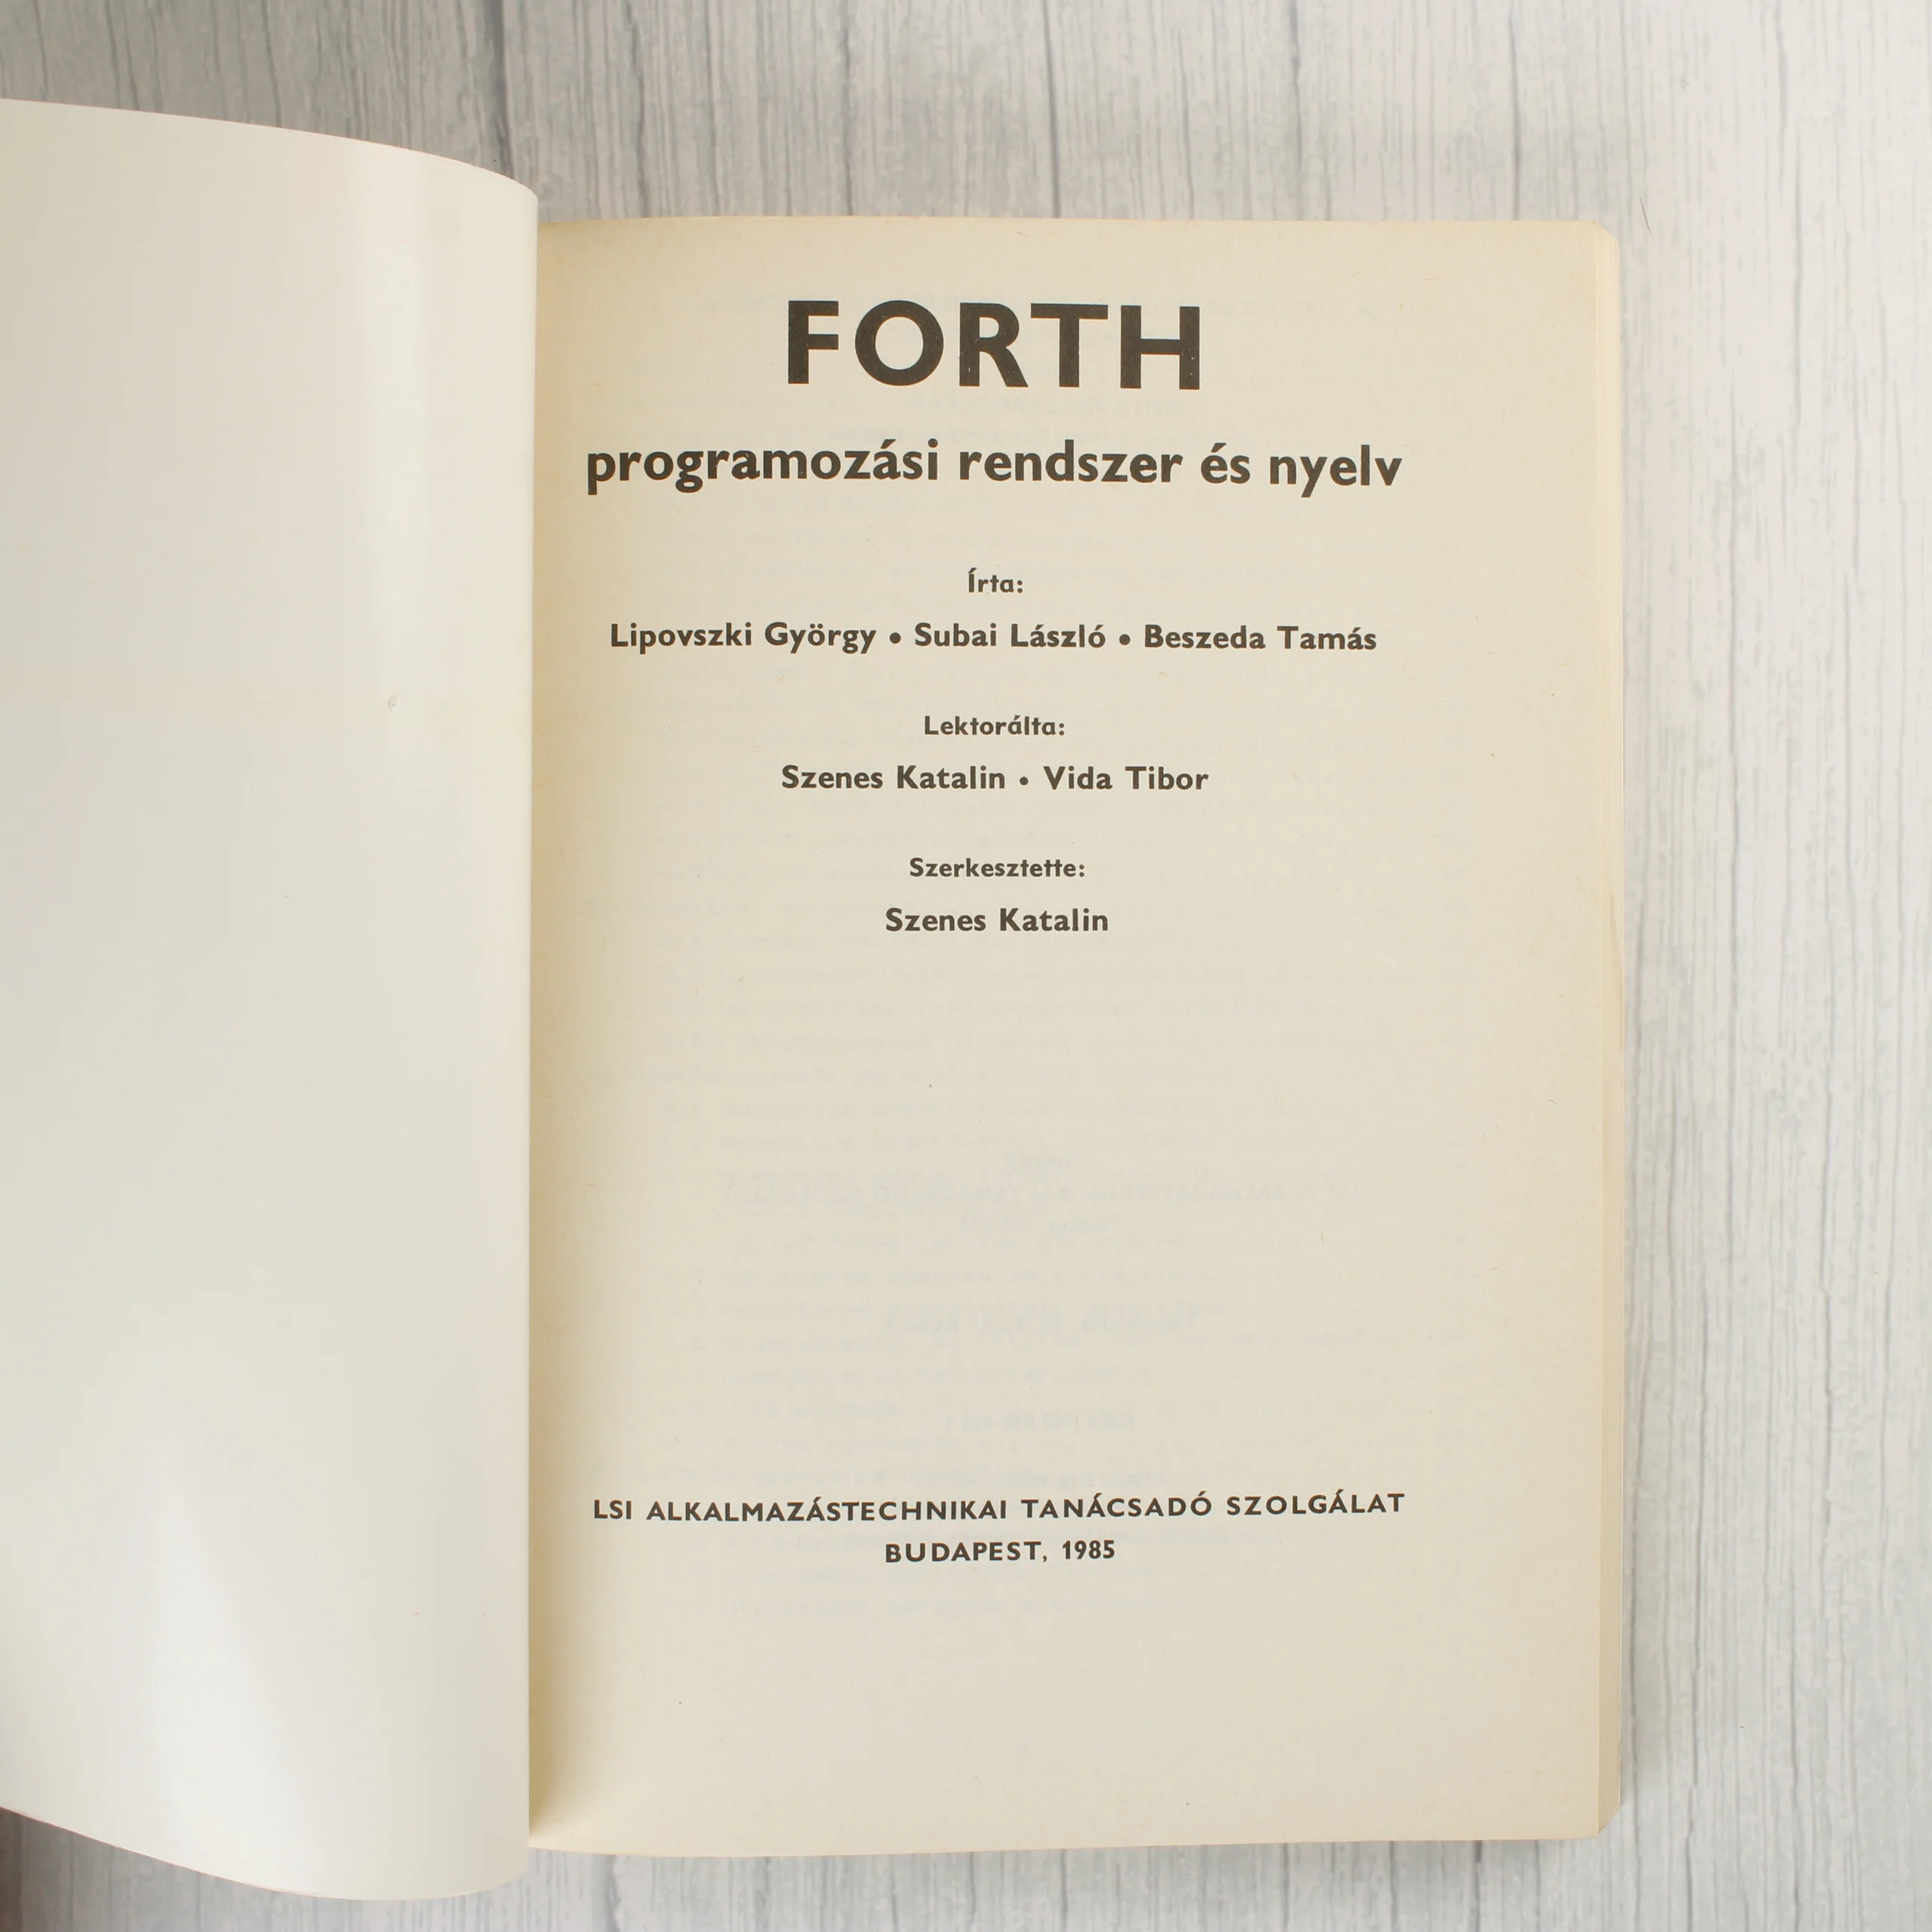 FORTH
programozási rendszer és nyelv
Írta:
Lipovszki György • Subai László • Beszeda Tamás
Lektorálta:
Szenes Katalin • Vida Tibor
Szerkesztette:
Szenes Katalin
LSI ALKALMAZÁSTECHNIKAI TANÁCSADÓ SZOLGÁLAT
BUDAPEST, 1985